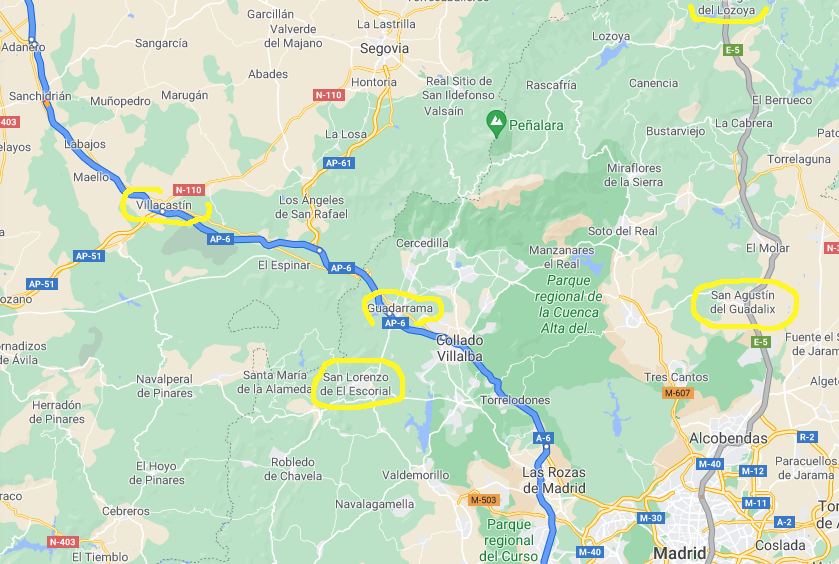 Garcillán
La Lastrilla
del Lozoya
Adanero
Sangarcía
Valverde
del Majano
Segovia
Lozoya
E-5
Abades
Hontoria
Real Sitio de
San Ildefonso
Rascafría
Canencia
Sanchidrián
Muñopedro
Marugán
N-110
Valsaín
El Berrueco
-403
Peñalara
La Cabrera
Labajos
La Losa
Bustarviejo
Torrelaguna
AP-61
Maello
N-110
Villacastín
Los Ángeles
de San Rafael
Miraflores
de la Sierra
AP-6
Cercedilla
Soto del Real
El Molar
AP-51
El Espinar
AP-6
Manzanares
el Real
AP-51
Parque
regional de
la Cuenca
Alta del...
San Agustín
del Guadalix
Guadarrama
AP-6
Collado
Villalba
E-5
Fuente el
de Jaram
Santa María
de la Alameda
San Lorenzo
de El Escorial
Navalperal
de Pinares
Tres Cantos
M-607
Herradón
de Pinares
Torrelodones
A-6
Alcobendas
R-2
El Hoyo
de Pinares
Robledo
de Chavela
Valdemorillo
Las Rozas
de Madrid
M-40
M-12
Paracuellos
de Jarama
Navalagamella
M-503
M-11
Cebreros
M-30
A-2
N-403
El Tiemblo
Parque
regional
del Curso
M-40
Madrid
Coslada